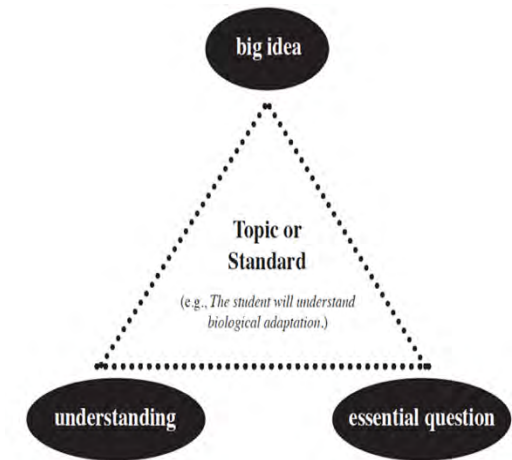 big idea
Topic or
Standard
(e.g., The student will understand
biological adaptation.)
understanding
essential question